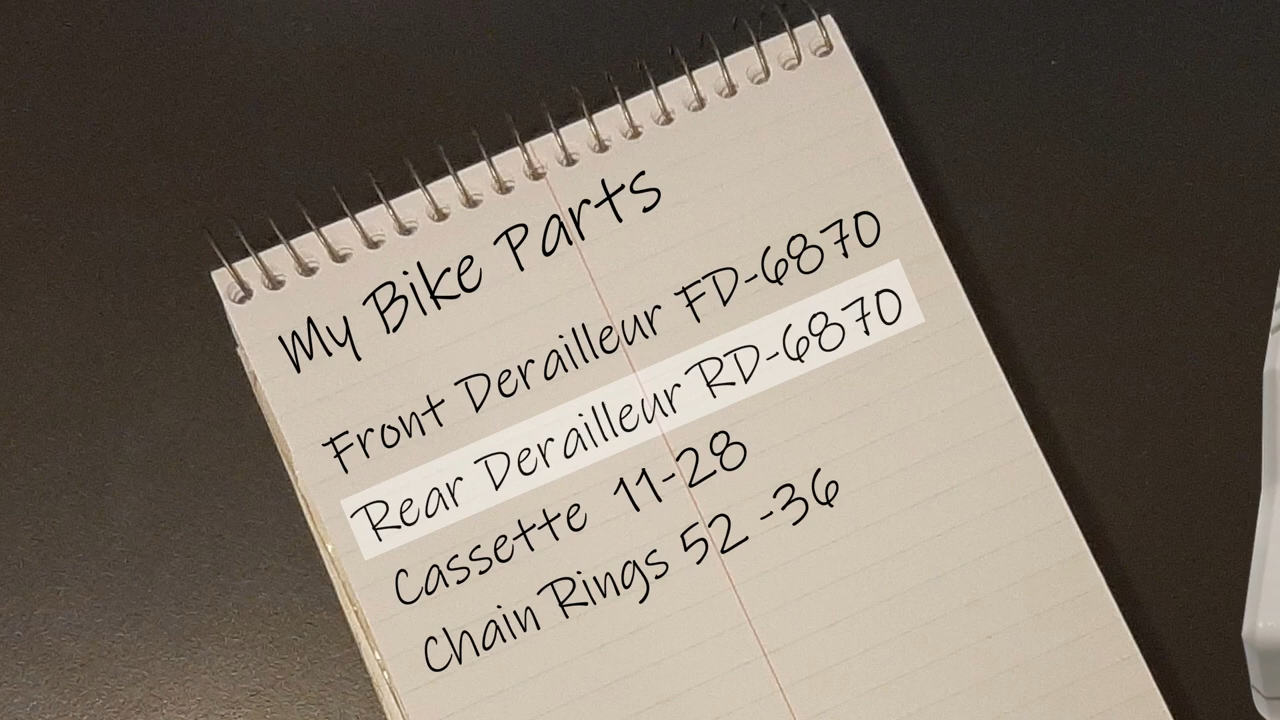 My Bike Parts
Front Derailleur FD-6870
Rear Derailleur RD-6870
Cassette 11-28
Chain Rings 52 -36